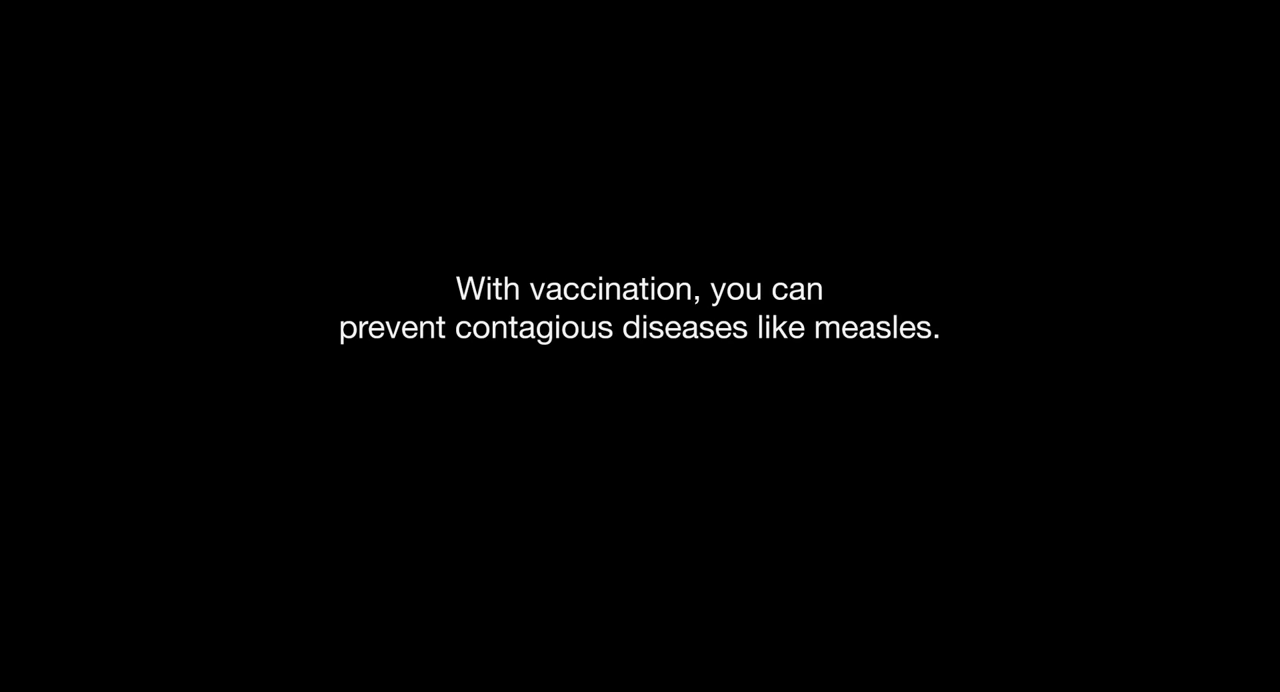 With vaccination, you can
prevent contagious diseases like measles.